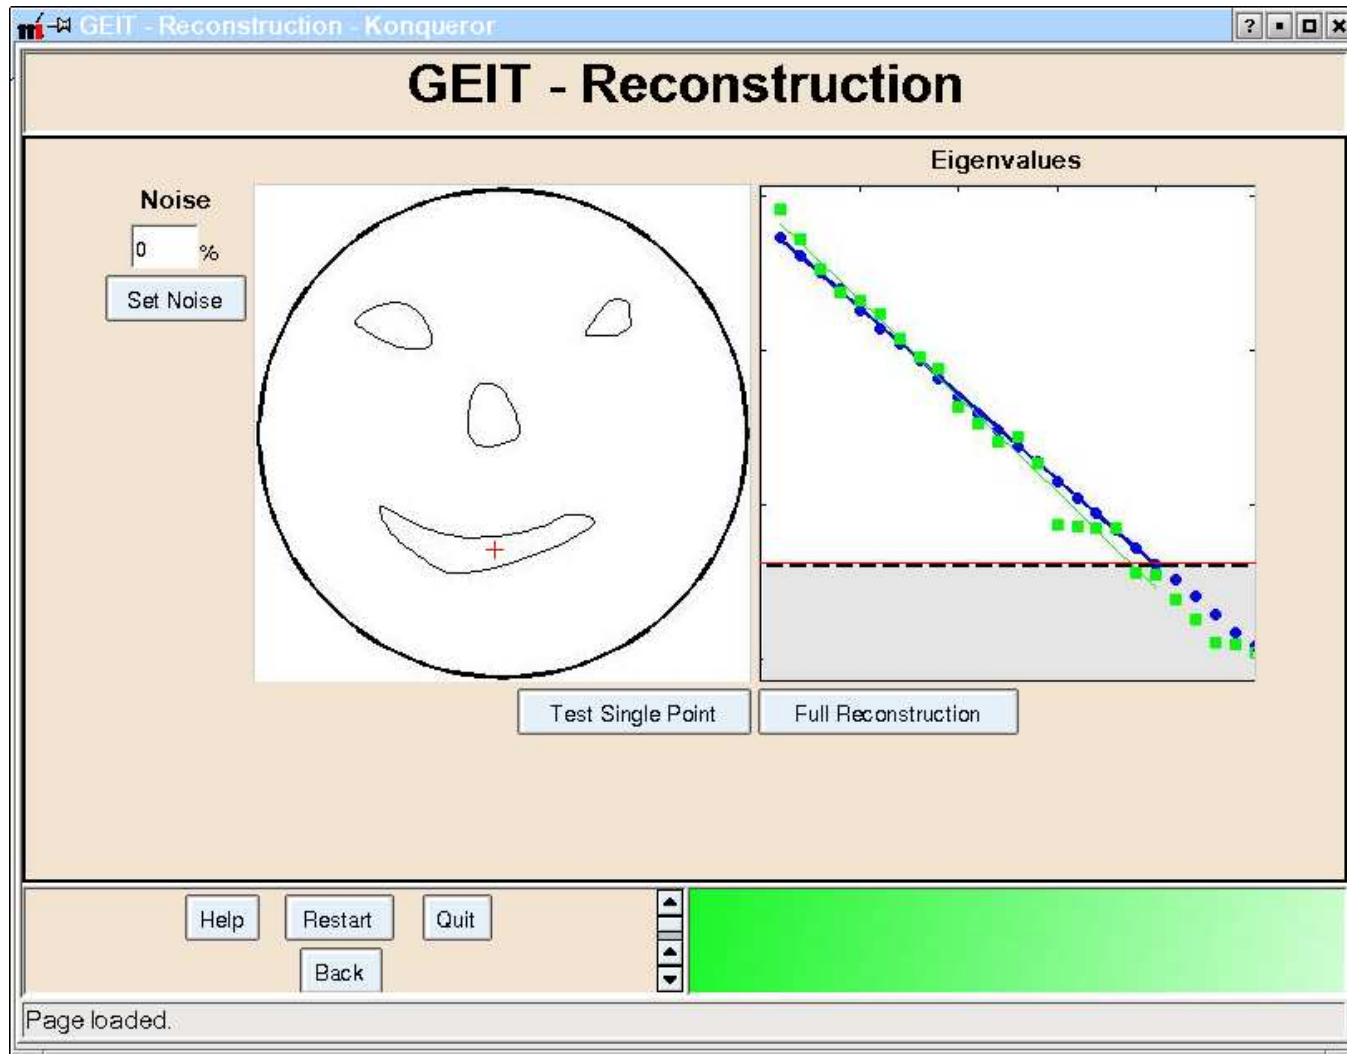 GEIT - Reconstruction - Konqueror
GEIT - Reconstruction
Eigenvalues
Noise
0 %
Set Noise
Test Single Point
Full Reconstruction
Help
Restart
Quit
Back
Page loaded.